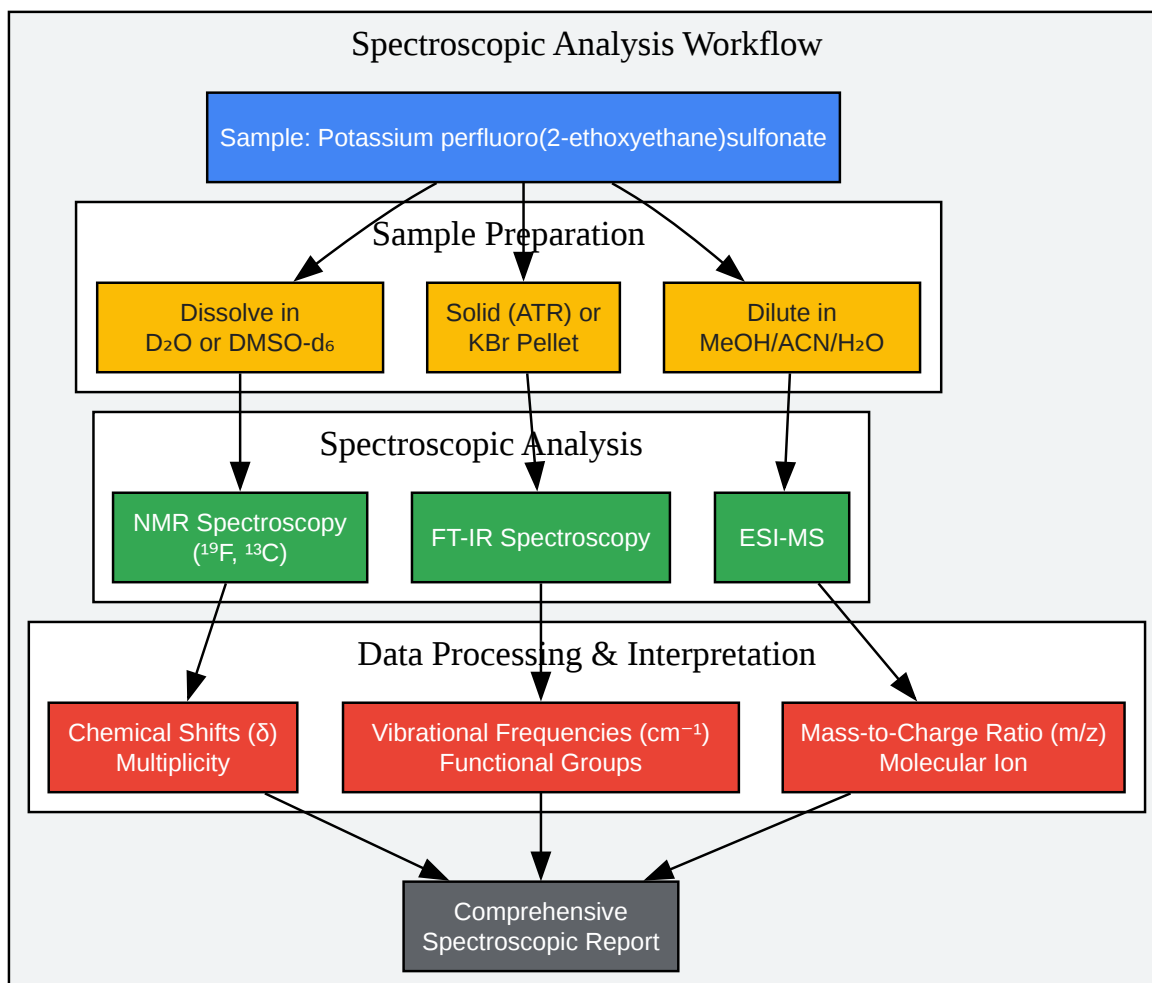 Spectroscopic Analysis Workflow
Sample: Potassium perfluoro(2-ethoxyethane)sulfonate
Sample Preparation
Dissolve in
D₂O or DMSO-d₆
Solid (ATR) or
KBr Pellet
Dilute in
MeOH/ACN/H₂O
Spectroscopic Analysis
NMR Spectroscopy
(¹⁹F, ¹³C)
FT-IR Spectroscopy
ESI-MS
Data Processing & Interpretation
Chemical Shifts (δ)
Multiplicity
Vibrational Frequencies (cm⁻¹)
Functional Groups
Mass-to-Charge Ratio (m/z)
Molecular Ion
Comprehensive
Spectroscopic Report